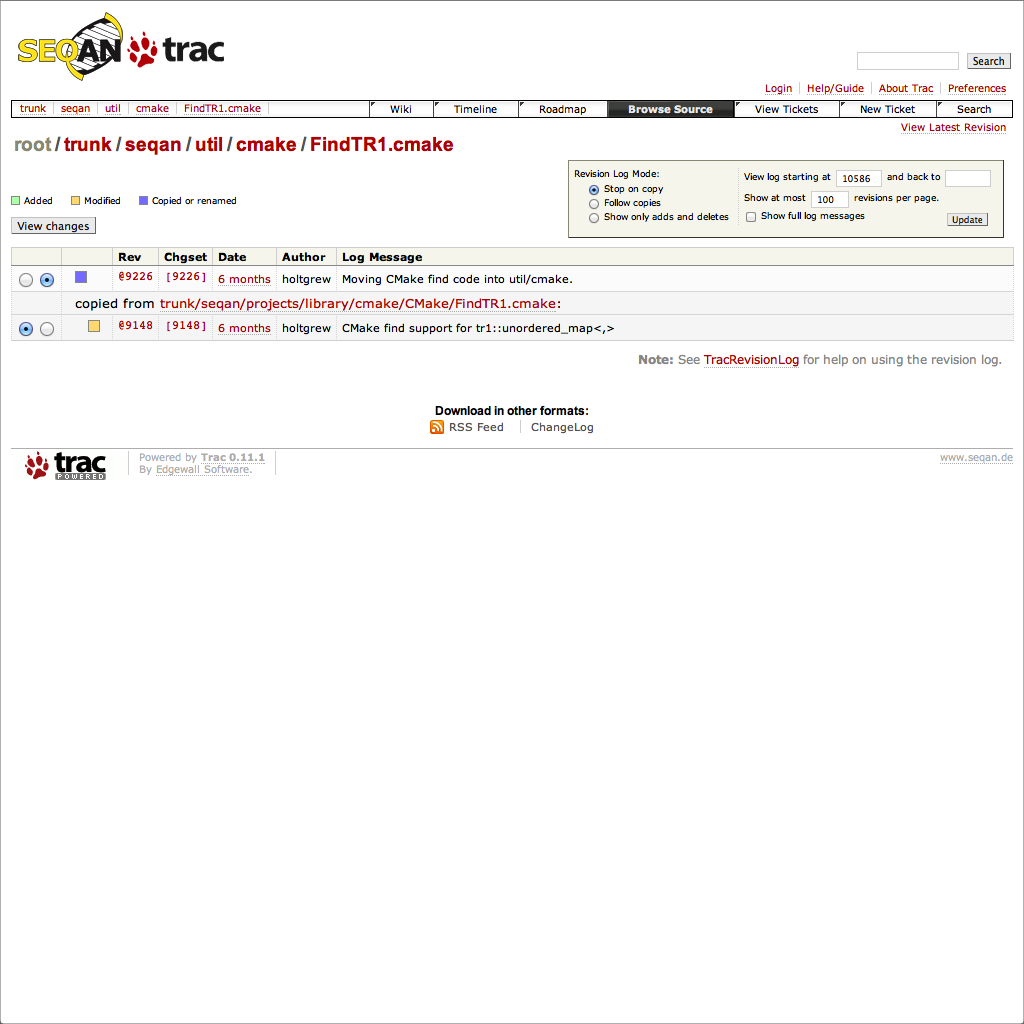 SEQAN trac
Search
Login Help/Guide About Trac Preferences
trunk seqan util cmake FindTR1.cmake Wiki Timeline Roadmap Browse Source View Tickets New Ticket Search
View Latest Revision
root / trunk / seqan / util / cmake / FindTR1.cmake
Revision Log Mode:
Stop on copy
Follow copies
Show only adds and deletes
View log starting at 10586 and back to
Show at most 100 revisions per page.
Show full log messages
Update
Added Modified Copied or renamed
View changes
Rev Chgset Date Author Log Message
@9226 [9226] 6 months holtgrew Moving CMake find code into util/cmake.
copied from trunk/seqan/projects/library/cmake/CMake/FindTR1.cmake:
@9148 [9148] 6 months holtgrew CMake find support for tr1::unordered_map<,>
Note: See TracRevisionLog for help on using the revision log.
Download in other formats:
RSS Feed ChangeLog
trac POWERED
Powered by Trac 0.11.1
By Edgewall Software.
www.seqan.de